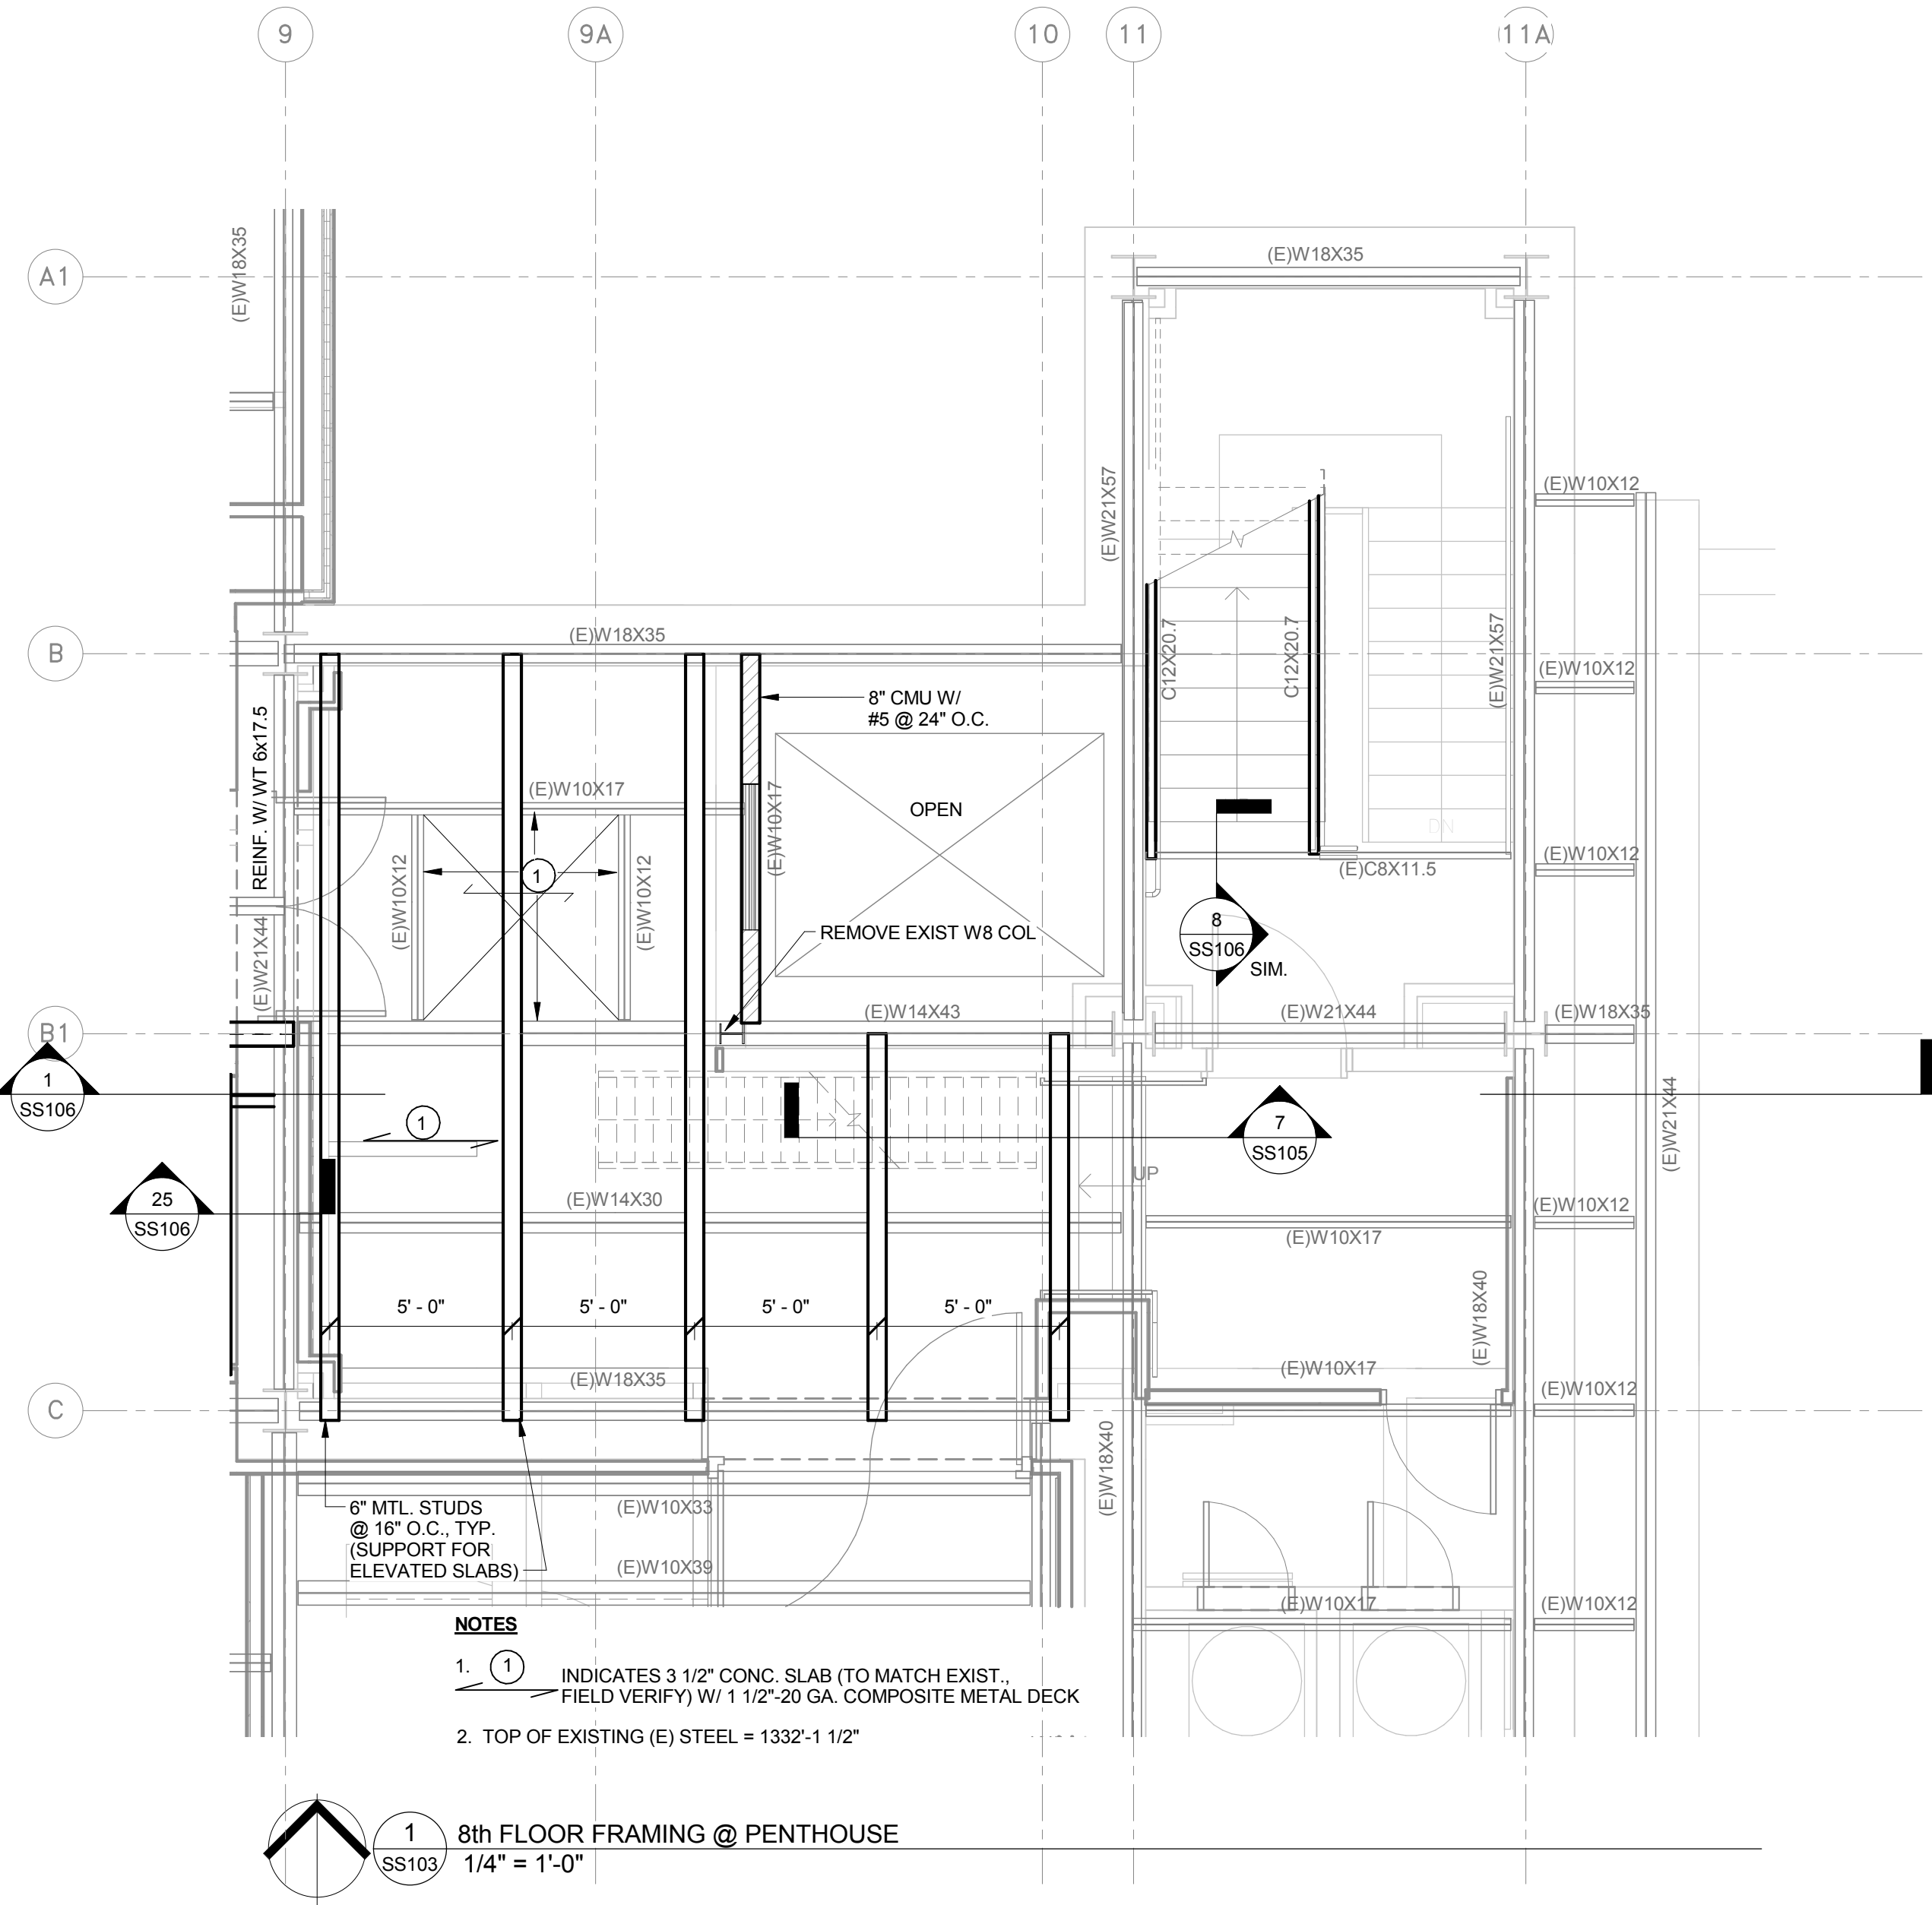 9
9A
10
11
11A
A1
(E)W18X35
(E)W18X35
(E)W21X57
(E)W10X12
B
(E)W18X35
C12X20.7
C12X20.7
(E)W21X57
(E)W10X12
REINF. W/ WT 6x17.5
8" CMU W/
#5 @ 24" O.C.
(E)W10X17
(E)W10X17
OPEN
DN
(E)W10X12
1
(E)W10X12
(E)C8X11.5
(E)W10X12
(E)W21X44
REMOVE EXIST W8 COL
8
SS106
SIM.
B1
(E)W14X43
(E)W21X44
(E)W18X35
1
SS106
1
7
SS105
(E)W21X44
25
SS106
(E)W14X30
UP
(E)W10X17
(E)W10X12
5' - 0"
5' - 0"
5' - 0"
5' - 0"
(E)W18X40
(E)W18X35
(E)W10X17
(E)W10X12
C
(E)W18X40
6" MTL. STUDS
@ 16" O.C., TYP.
(SUPPORT FOR
ELEVATED SLABS)
(E)W10X33
(E)W10X39
(E)W10X17
(E)W10X12
NOTES
1. 1 INDICATES 3 1/2" CONC. SLAB (TO MATCH EXIST.,
FIELD VERIFY) W/ 1 1/2"-20 GA. COMPOSITE METAL DECK
2. TOP OF EXISTING (E) STEEL = 1332'-1 1/2"
1
SS103
8th FLOOR FRAMING @ PENTHOUSE
1/4" = 1'-0"